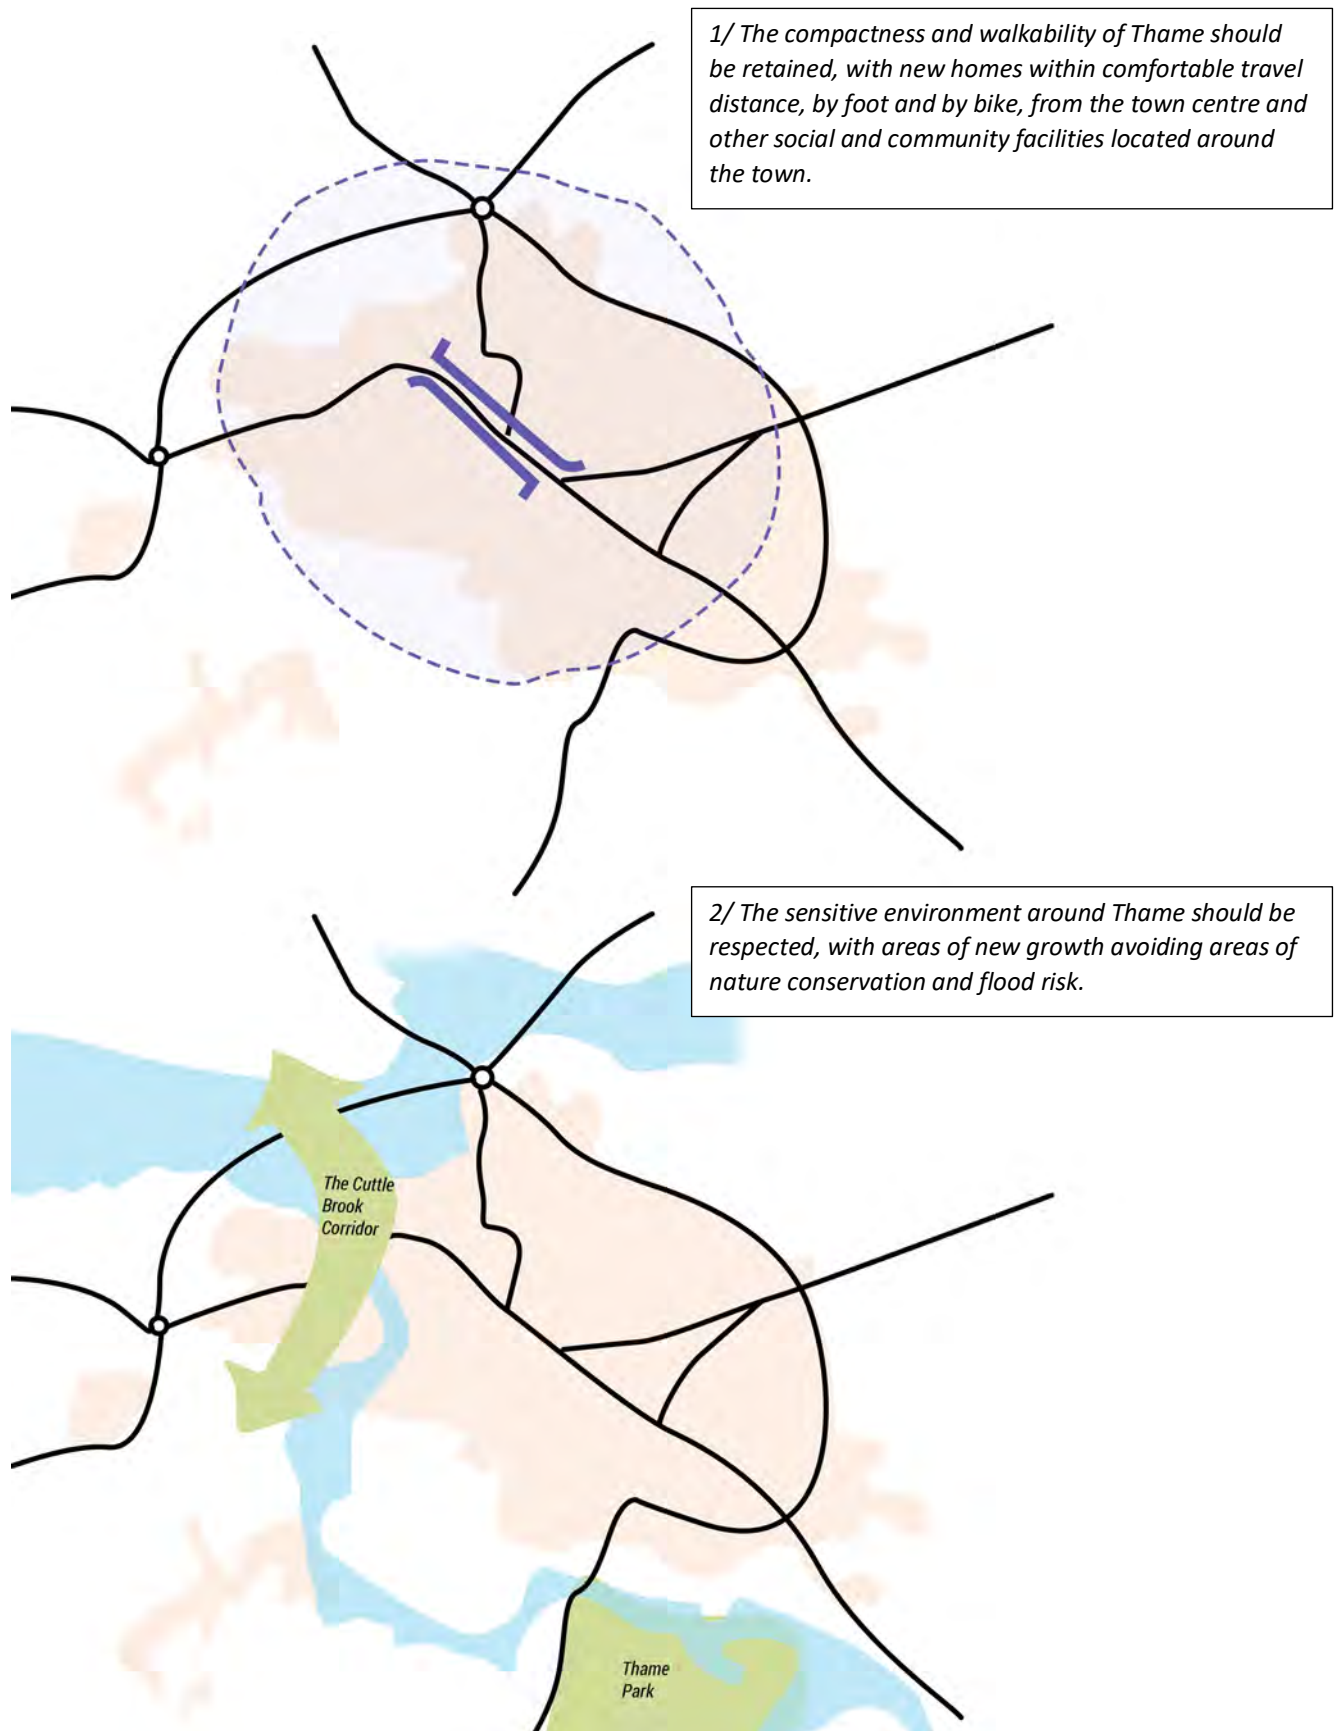 1/ The compactness and walkability of Thame should
be retained, with new homes within comfortable travel
distance, by foot and by bike, from the town centre and
other social and community facilities located around
the town.
2/ The sensitive environment around Thame should be
respected, with areas of new growth avoiding areas of
nature conservation and flood risk.
The Cuttle
Brook
Corridor
Thame
Park